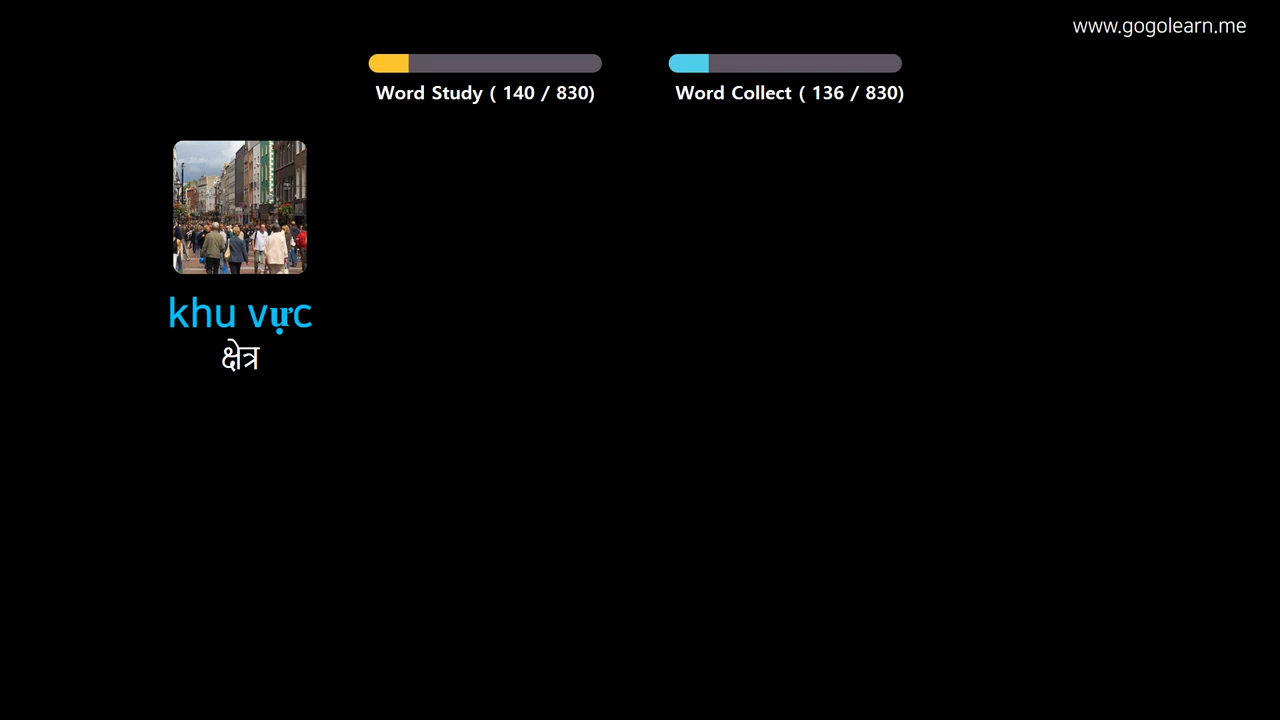 www.gogolearn.me
Word Study ( 140 / 830)
Word Collect ( 136 / 830)
khu vực
क्षेत्र